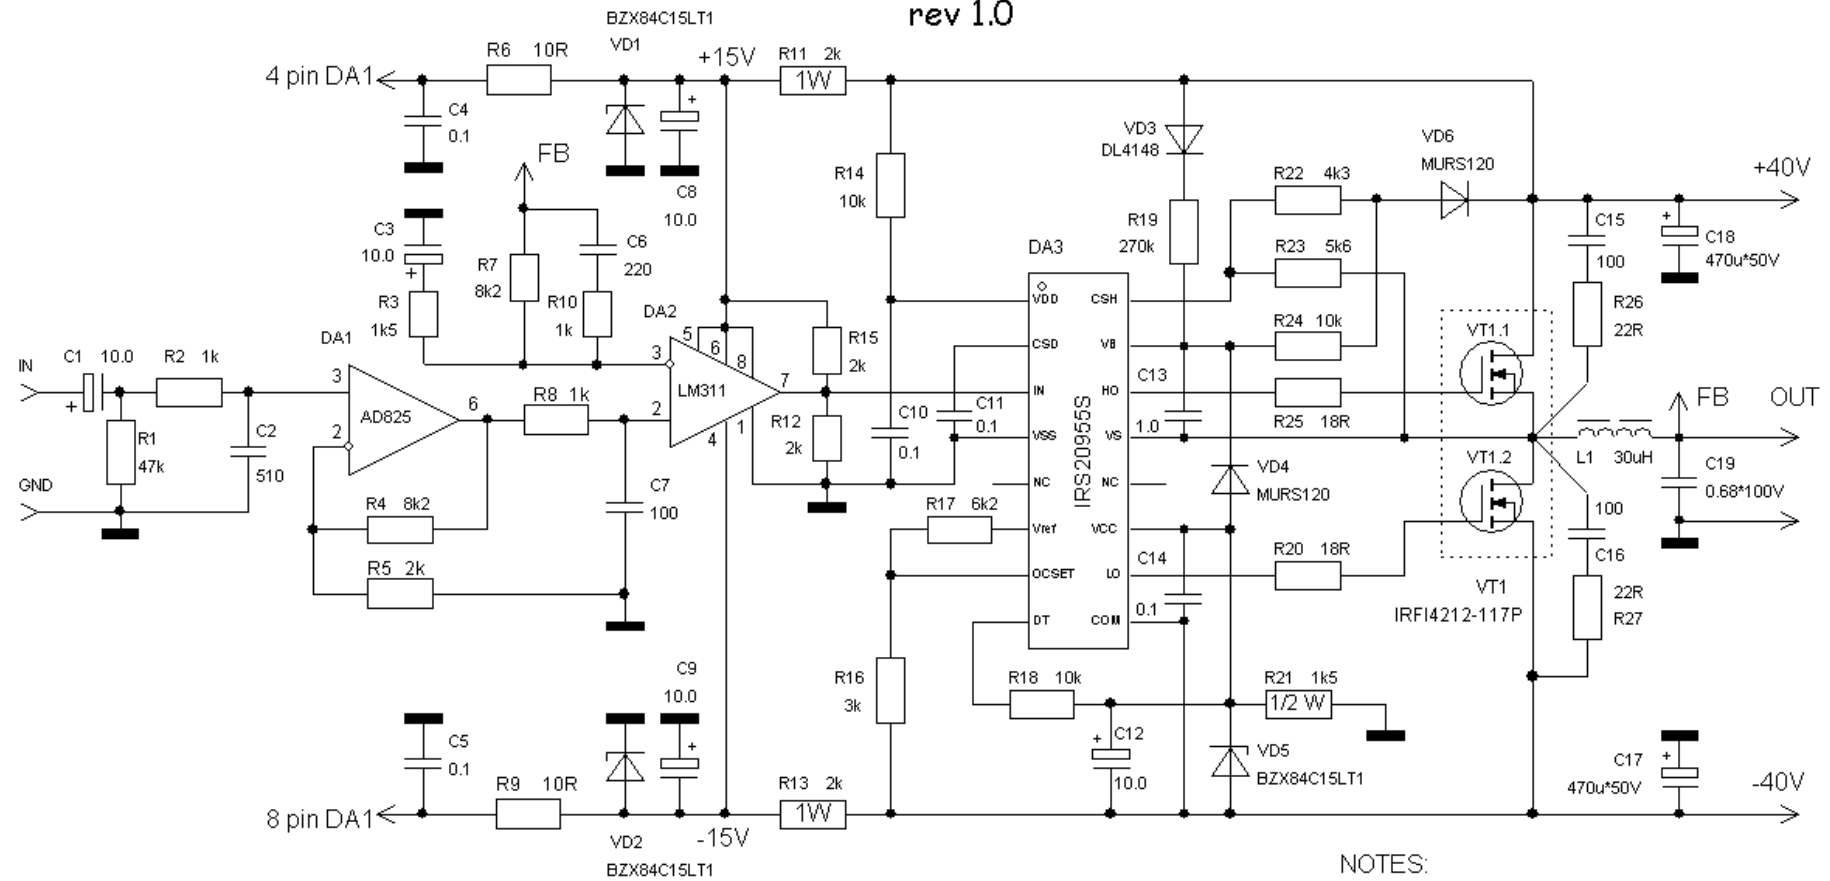 rev 1.0
BZX84C15LT1
VD1
R6 10R
+15V
R11 2k
1W
4 pin DA1
C4
0.1
FB
C8
10.0
R14
10k
VD3
DL4148
VD6
MURS120
+40V
R22 4k3
C3
10.0
R7
8k2
C6
220
R19
270k
C15
100
C18
470u*50V
DA3
R23 5k6
R3
1k5
R10
1k
DA2
5
6
8
3
R15
2k
VDD
CSH
R26
22R
VT1.1
DA1
R24 10k
CSD
VB
IN
C1 10.0
R2 1k
3
AD825
6
R8 1k
2
LM311
7
4
1
IN
HO
C13
1.0
R25 18R
FB
OUT
R1
47k
C2
510
2
R12
2k
C10
0.1
C11
0.1
VSS
VS
IRS20955S
L1 30uH
VT1.2
C19
0.68*100V
GND
VD4
MURS120
NC
NC
R4 8k2
C7
100
R17 6k2
Vref
VCC
100
C16
R5 2k
OCSET
LO
C14
0.1
R20 18R
VT1
IRFI4212-117P
22R
R27
DT
COM
C9
10.0
R16
3k
R18 10k
R21 1k5
1/2 W
C5
0.1
C12
10.0
VD5
BZX84C15LT1
C17
470u*50V
R9 10R
R13 2k
1W
-40V
8 pin DA1
VD2
BZX84C15LT1
-15V
NOTES:
+
+
+
+
+
+
+